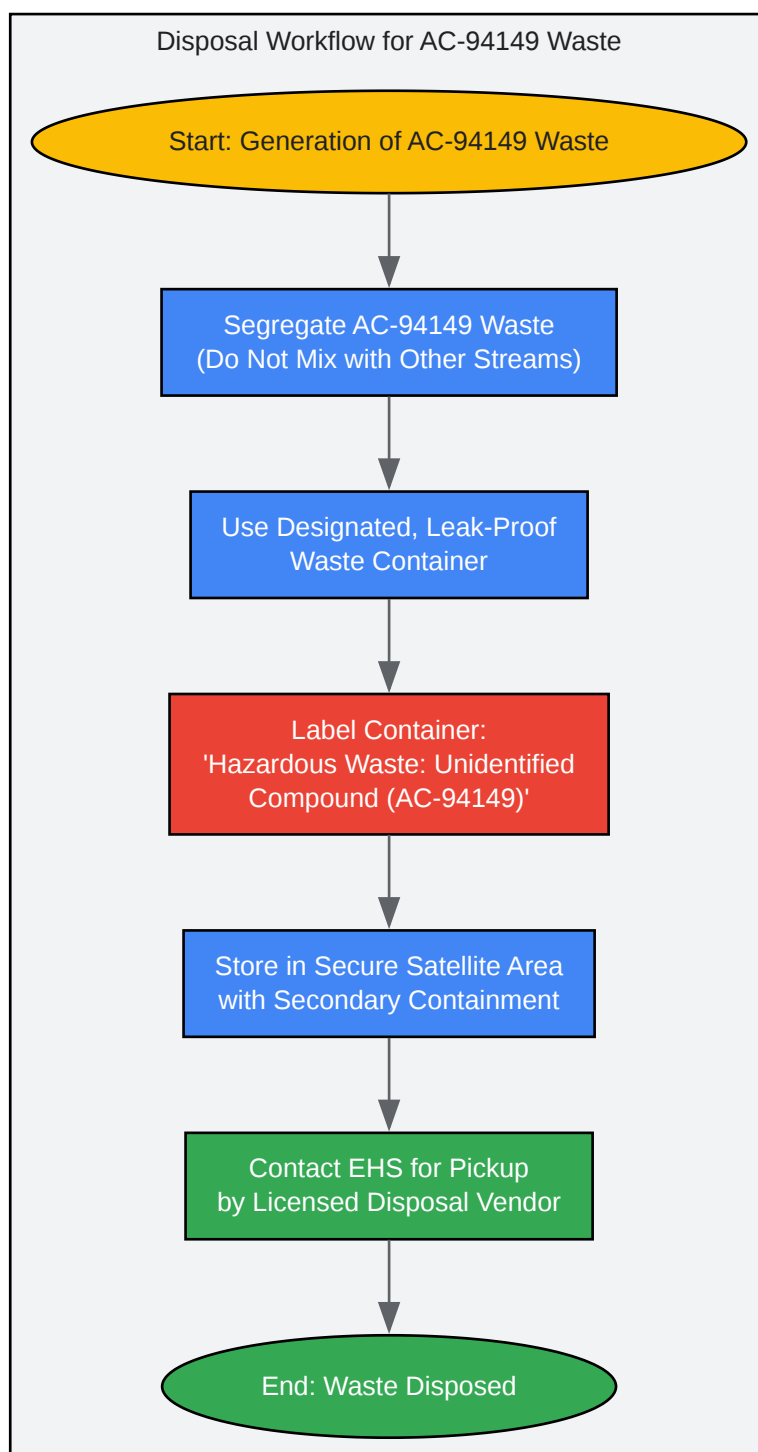 Disposal Workflow for AC-94149 Waste
Start: Generation of AC-94149 Waste
Segregate AC-94149 Waste
(Do Not Mix with Other Streams)
Use Designated, Leak-Proof
Waste Container
Label Container:
'Hazardous Waste: Unidentified
Compound (AC-94149)'
Store in Secure Satellite Area
with Secondary Containment
Contact EHS for Pickup
by Licensed Disposal Vendor
End: Waste Disposed